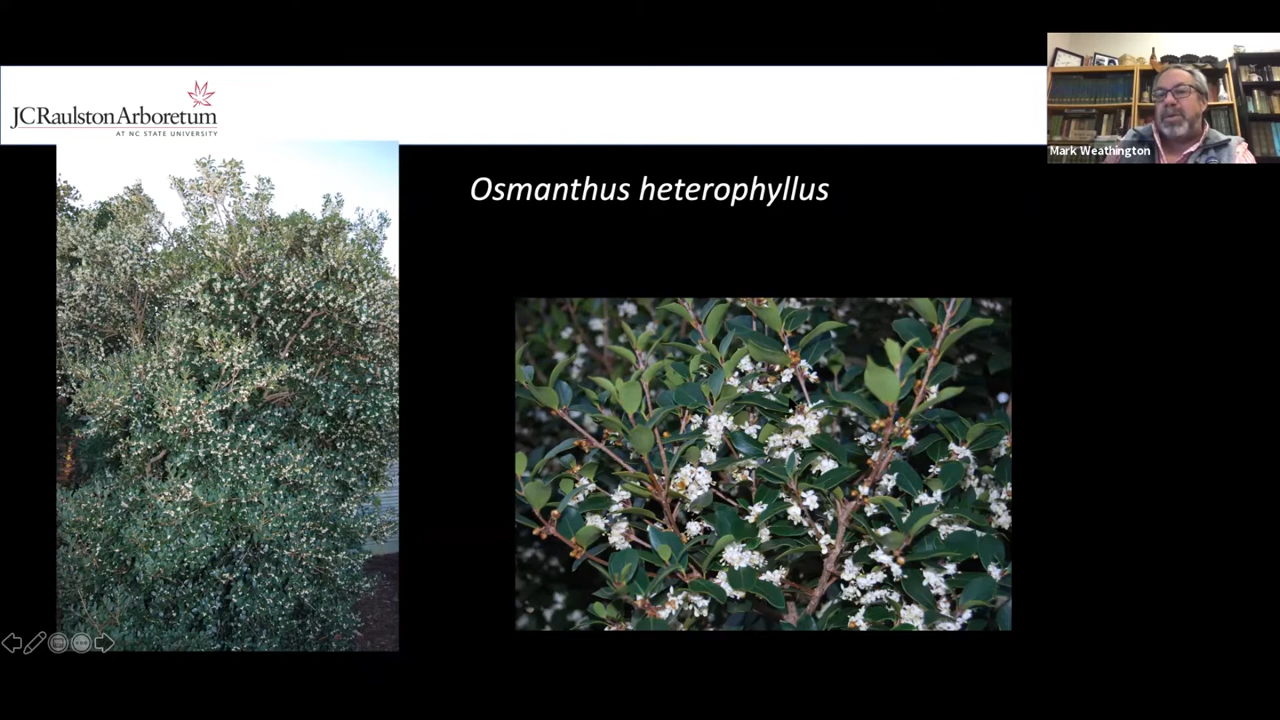 JCRaulston Arboretum
AT NC STATE UNIVERSITY
Osmanthus heterophyllus
Mark Weathington